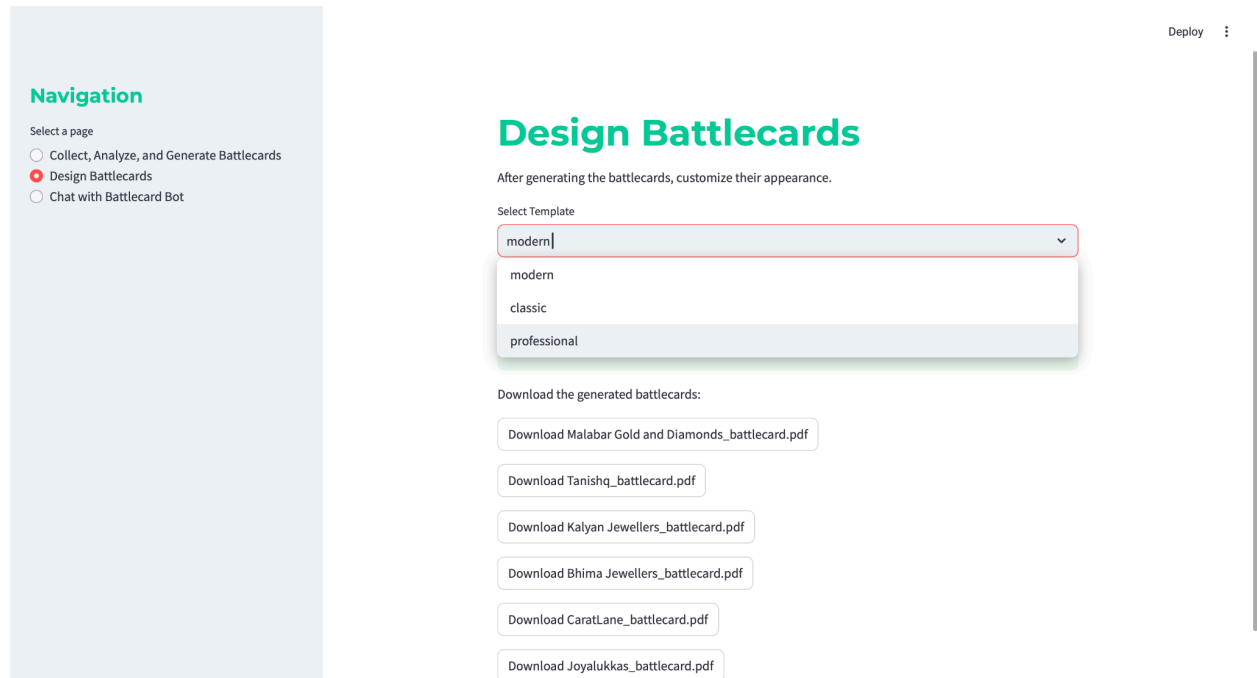 Deploy
Navigation
Select a page
Collect, Analyze, and Generate Battlecards
Design Battlecards
Chat with Battlecard Bot
Design Battlecards
After generating the battlecards, customize their appearance.
Select Template
modern
modern
classic
professional
Download the generated battlecards:
Download Malabar Gold and Diamonds_battlecard.pdf
Download Tanishq_battlecard.pdf
Download Kalyan Jewellers_battlecard.pdf
Download Bhima Jewellers_battlecard.pdf
Download CaratLane_battlecard.pdf
Download Joyalukkas_battlecard.pdf